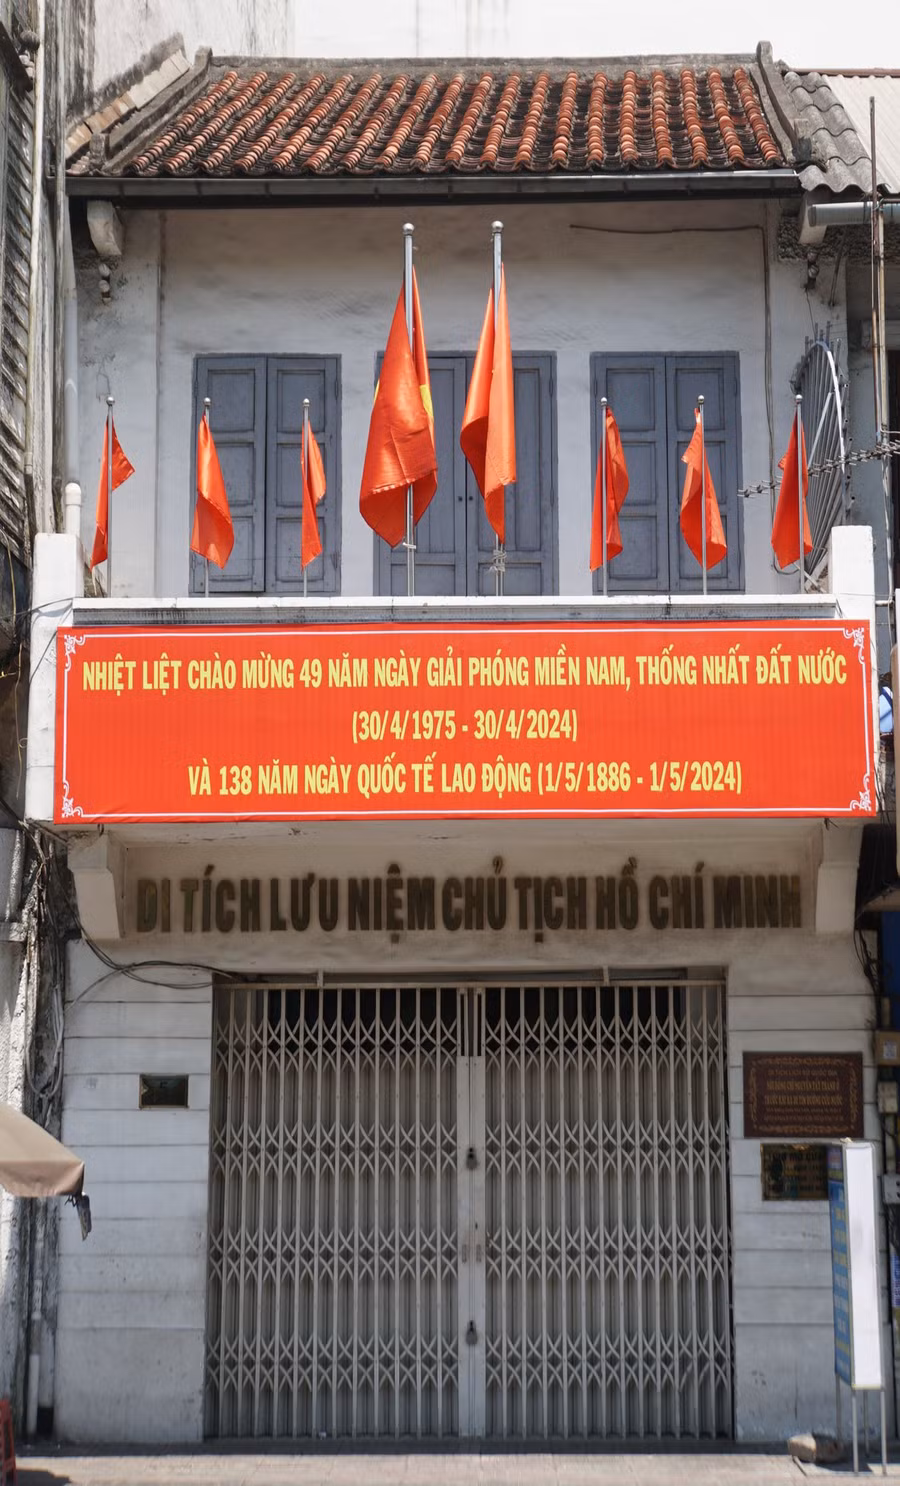 NHIỆT LIỆT CHÀO MỪNG 49 NĂM NGÀY GIẢI PHÓNG MIỀN NAM, THỐNG NHẤT ĐẤT NƯỚC
(30/4/1975 - 30/4/2024)
VÀ 138 NĂM NGÀY QUỐC TẾ LAO ĐỘNG (1/5/1886 - 1/5/2024)
DI TÍCH LƯU NIỆM CHỦ TỊCH HỒ CHÍ MINH